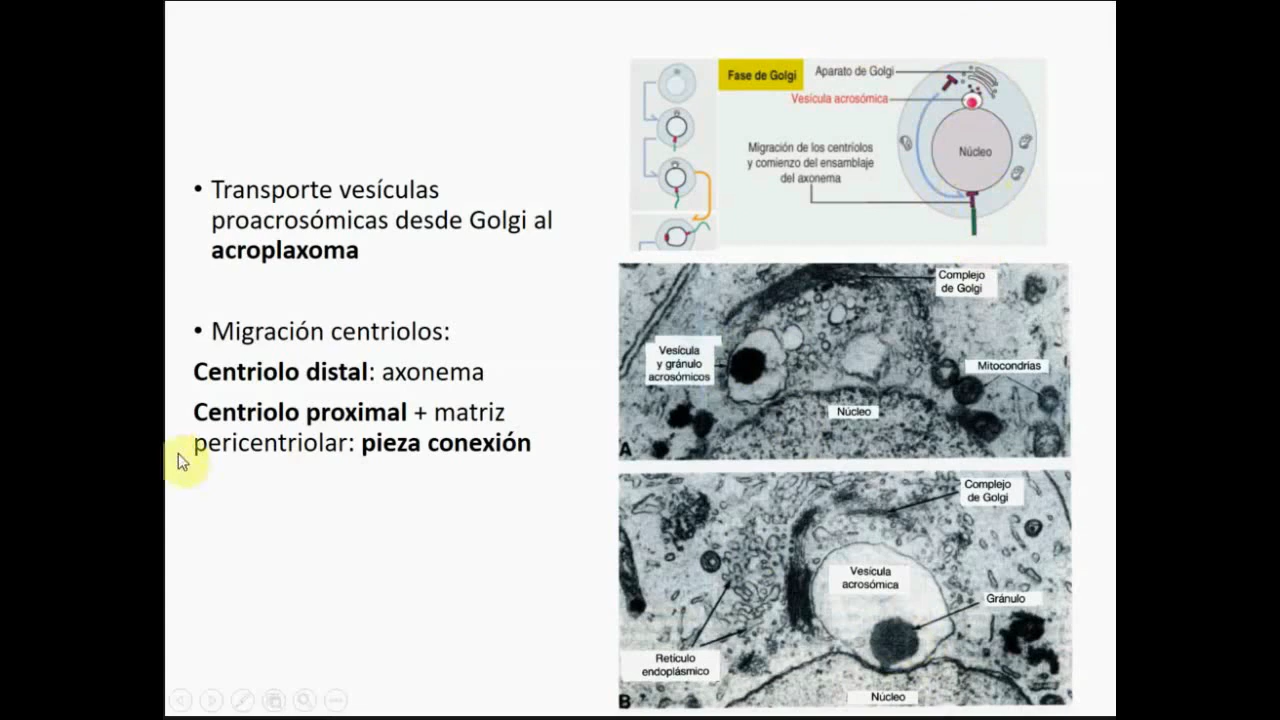 • Transporte vesículas
proacrosómicas desde Golgi al
acroplaxoma
• Migración centriolos:
Centriolo distal: axonema
Centriolo proximal + matriz
pericentriolar: pieza conexión
Fase de Golgi
Aparato de Golgi
Vesícula acrosómica
Migración de los centríolos
y comienzo del ensamblaje
del axonema
Núcleo
Complejo
de Golgi
Vesícula
y gránulo
acrosómicos
Mitocondrias
Núcleo
A
Complejo
de Golgi
Vesícula
acrosómica
Gránulo
Retículo
endoplásmico
Núcleo
B